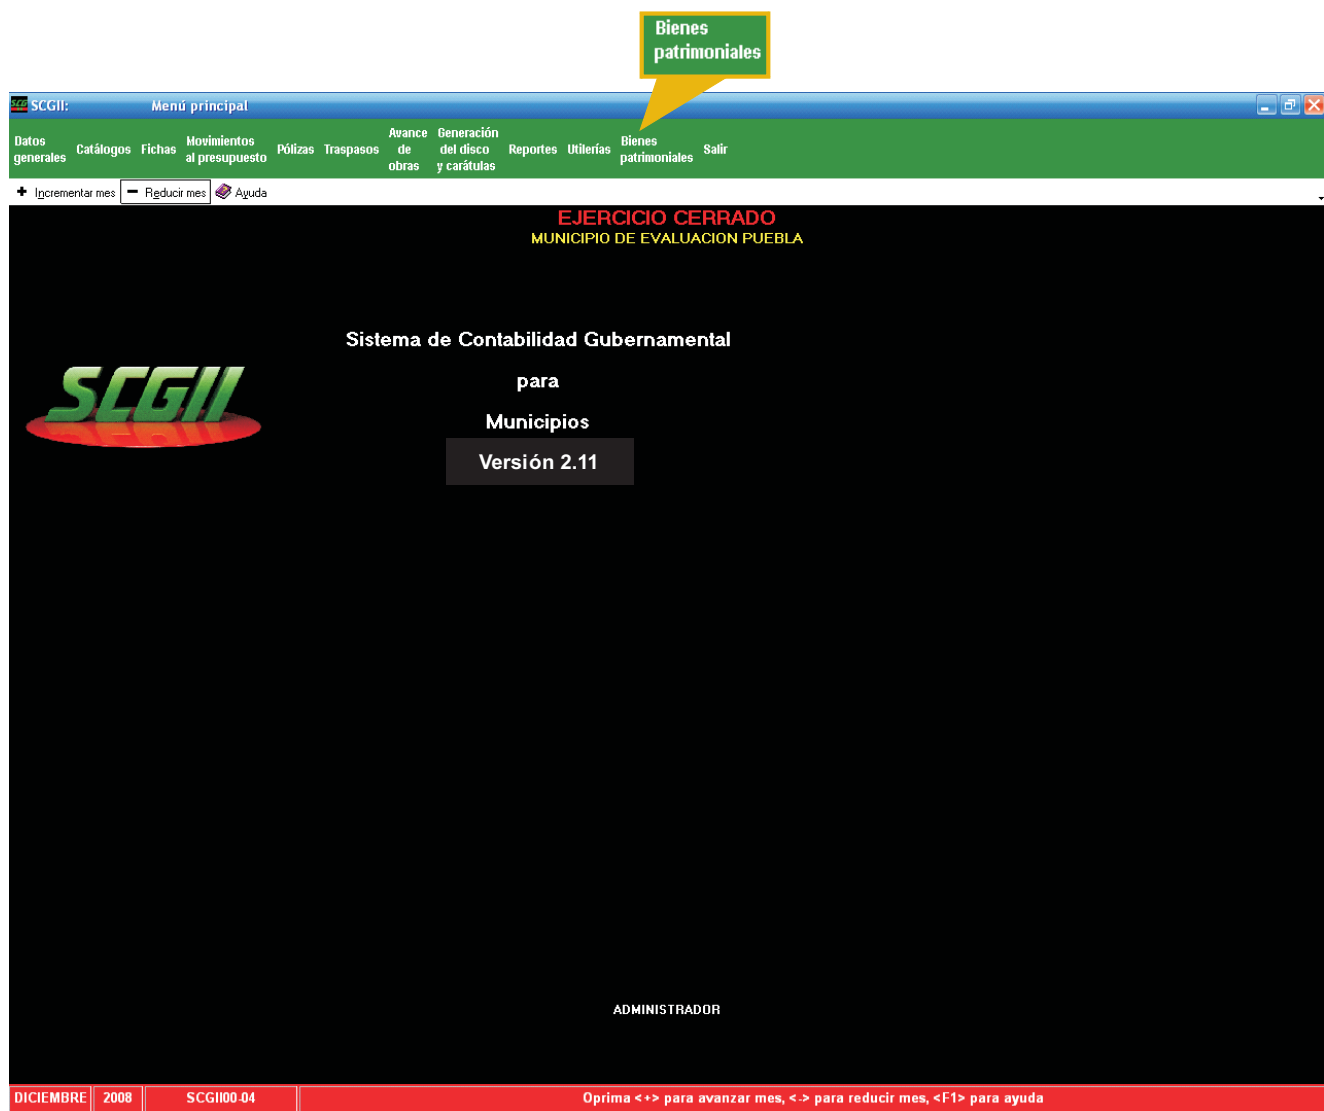 Bienes
patrimoniales
SCG SCGII: Menú principal
Datos
generales
Catálogos
Fichas
Movimientos
al presupuesto
Pólizas
Traspasos
Avance
de
obras
Generación
del disco
y carátulas
Reportes
Utilerías
Bienes
patrimoniales
Salir
Incrementar mes Reducir mes Ayuda
EJERCICIO CERRADO
MUNICIPIO DE EVALUACION PUEBLA
Sistema de Contabilidad Gubernamental
para
Municipios
Versión 2.11
SCGII
ADMINISTRADOR
DICIEMBRE 2008 SCGII00-04 Oprima <+> para avanzar mes, <-> para reducir mes, <F1> para ayuda